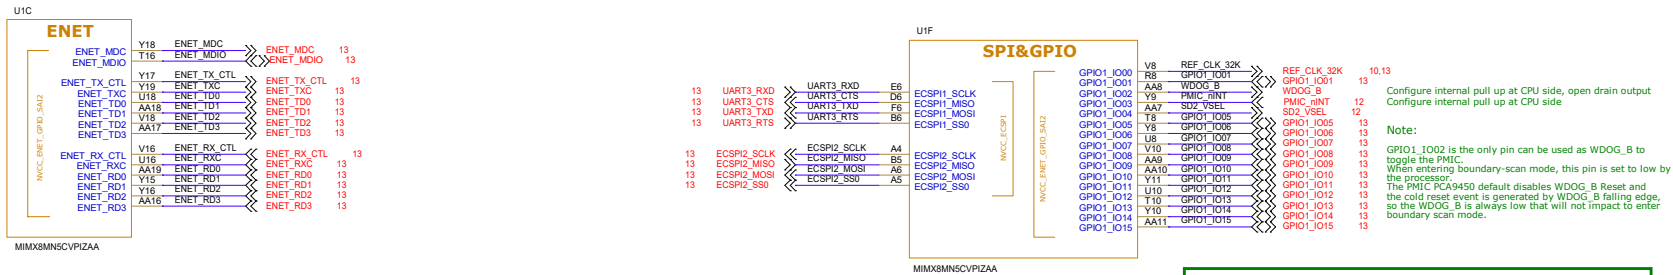 U1C
ENET
NVCC_ENET_GPIO_SAI2
ENET_MDC Y18 ENET_MDC ENET_MDC 13
ENET_MDIO T16 ENET_MDIO ENET_MDIO 13
ENET_TX_CTL Y17 ENET_TX_CTL ENET_TX_CTL 13
ENET_TXC Y19 ENET_TXC ENET_TXC 13
ENET_TD0 U18 ENET_TD0 ENET_TD0 13
ENET_TD1 AA18 ENET_TD1 ENET_TD1 13
ENET_TD2 V18 ENET_TD2 ENET_TD2 13
ENET_TD3 AA17 ENET_TD3 ENET_TD3 13
ENET_RX_CTL V16 ENET_RX_CTL ENET_RX_CTL 13
ENET_RXC U16 ENET_RXC ENET_RXC 13
ENET_RD0 AA19 ENET_RD0 ENET_RD0 13
ENET_RD1 Y15 ENET_RD1 ENET_RD1 13
ENET_RD2 Y16 ENET_RD2 ENET_RD2 13
ENET_RD3 AA16 ENET_RD3 ENET_RD3 13
MIMX8MN5CVPIZAA
U1F
SPI&GPIO
13 UART3_RXD UART3_RXD E6 ECSPI1_SCLK
13 UART3_CTS UART3_CTS D6 ECSPI1_MISO
13 UART3_TXD UART3_TXD F6 ECSPI1_MOSI
13 UART3_RTS UART3_RTS B6 ECSPI1_SS0
13 ECSPI2_SCLK ECSPI2_SCLK A4 ECSPI2_SCLK
13 ECSPI2_MISO ECSPI2_MISO B5 ECSPI2_MISO
13 ECSPI2_MOSI ECSPI2_MOSI A6 ECSPI2_MOSI
13 ECSPI2_SS0 ECSPI2_SS0 A5 ECSPI2_SS0
NVCC_ECSPI
NVCC_ENET_GPIO_SAI2
GPIO1_IO00 V8 REF_CLK_32K REF_CLK_32K 10,13
GPIO1_IO01 R8 GPIO1_IO01 GPIO1_IO01 13
GPIO1_IO02 AA8 WDOG_B WDOG_B Configure internal pull up at CPU side, open drain output
GPIO1_IO03 Y9 PMIC_nINT PMIC_nINT 12 Configure internal pull up at CPU side
GPIO1_IO04 AA7 SD2_VSEL SD2_VSEL 12
GPIO1_IO05 T8 GPIO1_IO05 GPIO1_IO05 13
GPIO1_IO06 Y8 GPIO1_IO06 GPIO1_IO06 13
GPIO1_IO07 U8 GPIO1_IO07 GPIO1_IO07 13
GPIO1_IO08 V10 GPIO1_IO08 GPIO1_IO08 13
GPIO1_IO09 AA9 GPIO1_IO09 GPIO1_IO09 13
GPIO1_IO10 AA10 GPIO1_IO10 GPIO1_IO10 13
GPIO1_IO11 Y11 GPIO1_IO11 GPIO1_IO11 13
GPIO1_IO12 U10 GPIO1_IO12 GPIO1_IO12 13
GPIO1_IO13 T10 GPIO1_IO13 GPIO1_IO13 13
GPIO1_IO14 Y10 GPIO1_IO14 GPIO1_IO14 13
GPIO1_IO15 AA11 GPIO1_IO15 GPIO1_IO15 13
Note:
GPIO1_IO02 is the only pin can be used as WDOG_B to
toggle the PMIC.
When entering boundary-scan mode, this pin is set to low by
the processor.
The PMIC PCA9450 default disables WDOG_B Reset and
the cold reset event is generated by WDOG_B falling edge,
so the WDOG_B is always low that will not impact to enter
boundary scan mode.
MIMX8MN5CVPIZAA